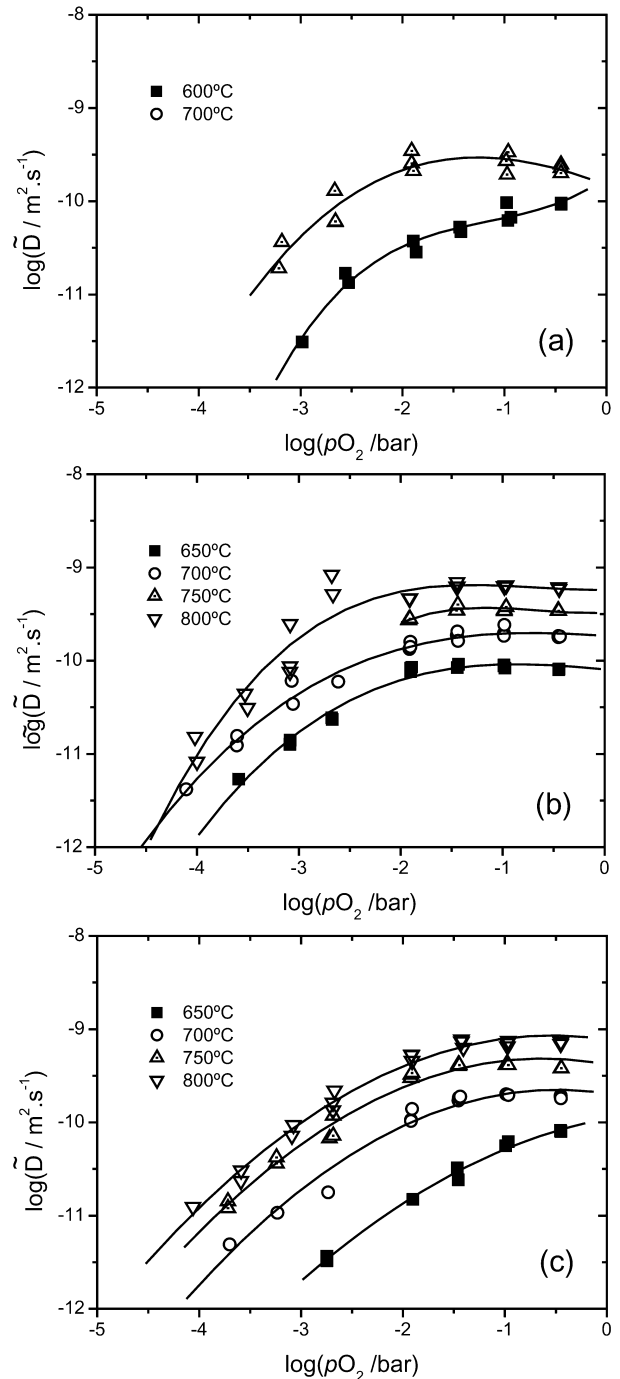 -8
600ºC
700ºC
-9
-10
-11
-12
log(D̃ / m².s⁻¹)
(a)
-5 -4 -3 -2 -1 0
log(pO₂ /bar)
-8
650ºC
700ºC
750ºC
800ºC
-9
-10
-11
-12
log̃(D̃ / m².s⁻¹)
(b)
-5 -4 -3 -2 -1 0
log(pO₂ /bar)
-8
650ºC
700ºC
750ºC
800ºC
-9
-10
-11
-12
log(D̃ / m².s⁻¹)
(c)
-5 -4 -3 -2 -1 0
log(pO₂ /bar)